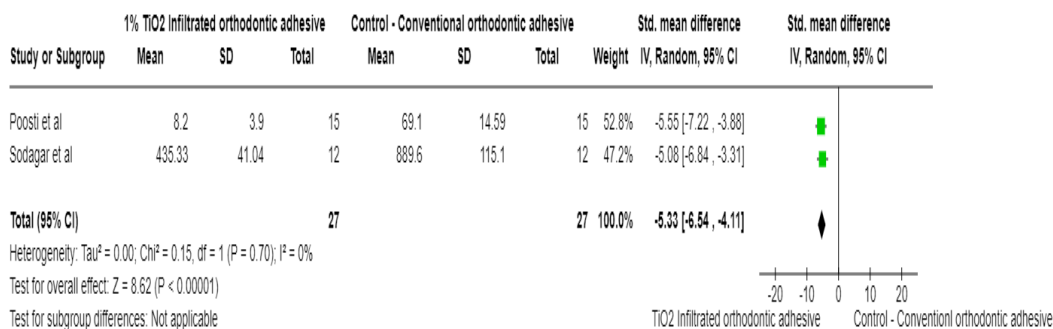 1% TiO2 Infiltrated orthodontic adhesive Control - Conventional orthodontic adhesive Std. mean difference Std. mean difference
Study or Subgroup Mean SD Total Mean SD Total Weight IV, Random, 95% CI IV, Random, 95% CI
Poosti et al 8.2 3.9 15 69.1 14.59 15 52.8% -5.55 [-7.22 , -3.88]
Sodagar et al 435.33 41.04 12 889.6 115.1 12 47.2% -5.08 [-6.84 , -3.31]
Total (95% CI) 27 27 100.0% -5.33 [-6.54 , -4.11]
Heterogeneity: Tau² = 0.00; Chi² = 0.15, df = 1 (P = 0.70); I² = 0%
Test for overall effect: Z = 8.62 (P < 0.00001)
-20 -10 0 10 20
Test for subgroup differences: Not applicable TiO2 Infiltrated orthodontic adhesive Control - Conventionl orthodontic adhesive